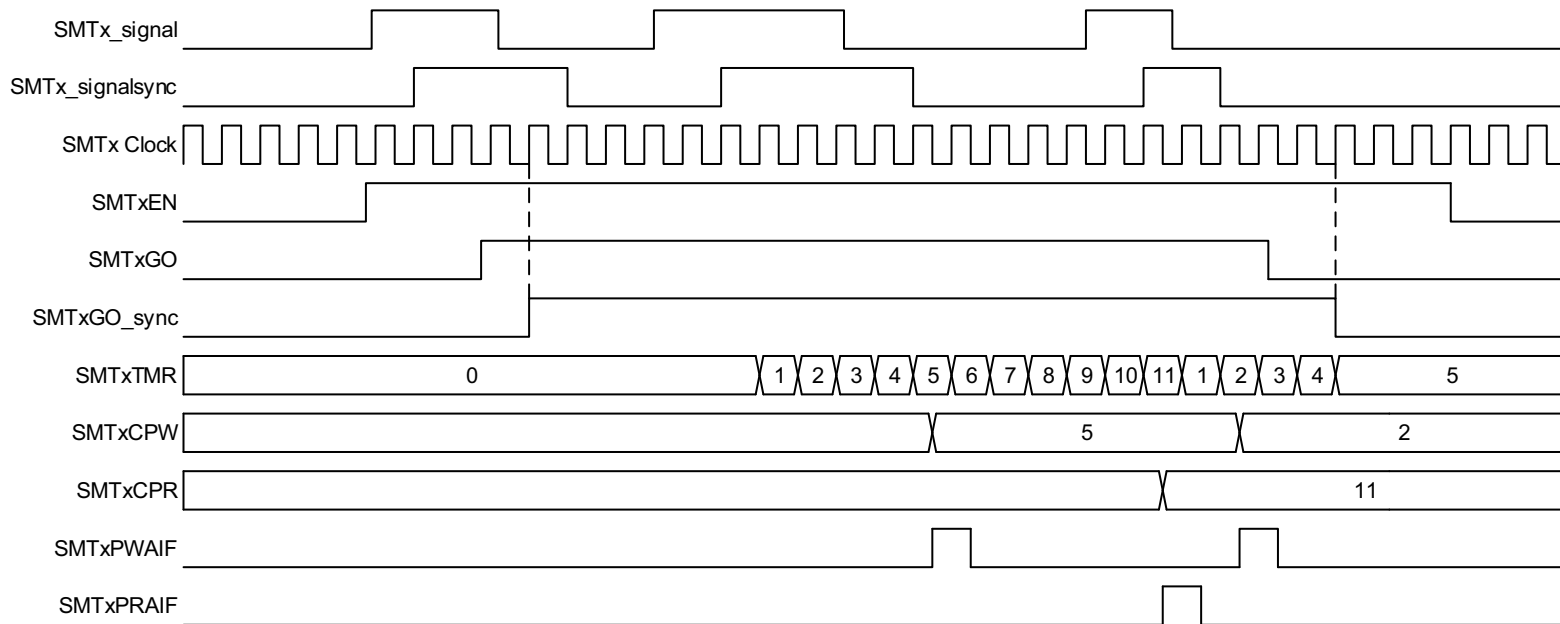 SMTx_signal
SMTx_signalsync
SMTx Clock
SMTxEN
SMTxGO
SMTxGO_sync
SMTxTMR 0 1 2 3 4 5 6 7 8 9 10 11 1 2 3 4 5
SMTxCPW 5 2
SMTxCPR 11
SMTxPWAIF
SMTxPRAIF